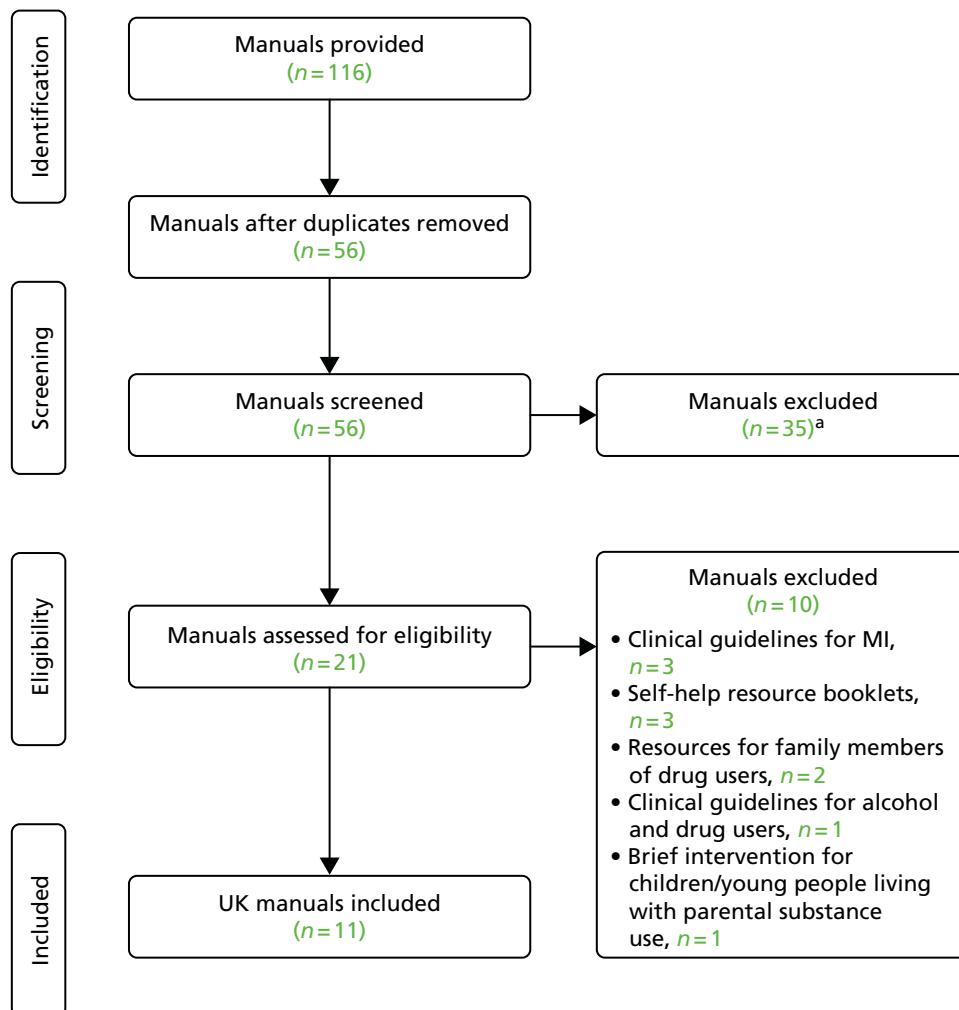 Identification
Manuals provided
(n=116)
Manuals after duplicates removed
(n=56)
Screening
Manuals screened
(n=56)
Manuals excluded
(n=35)a
Eligibility
Manuals assessed for eligibility
(n=21)
Manuals excluded
(n=10)
• Clinical guidelines for MI,
n=3
• Self-help resource booklets,
n=3
• Resources for family members
of drug users, n=2
• Clinical guidelines for alcohol
and drug users, n=1
• Brief intervention for
children/young people living
with parental substance
use, n=1
Included
UK manuals included
(n=11)